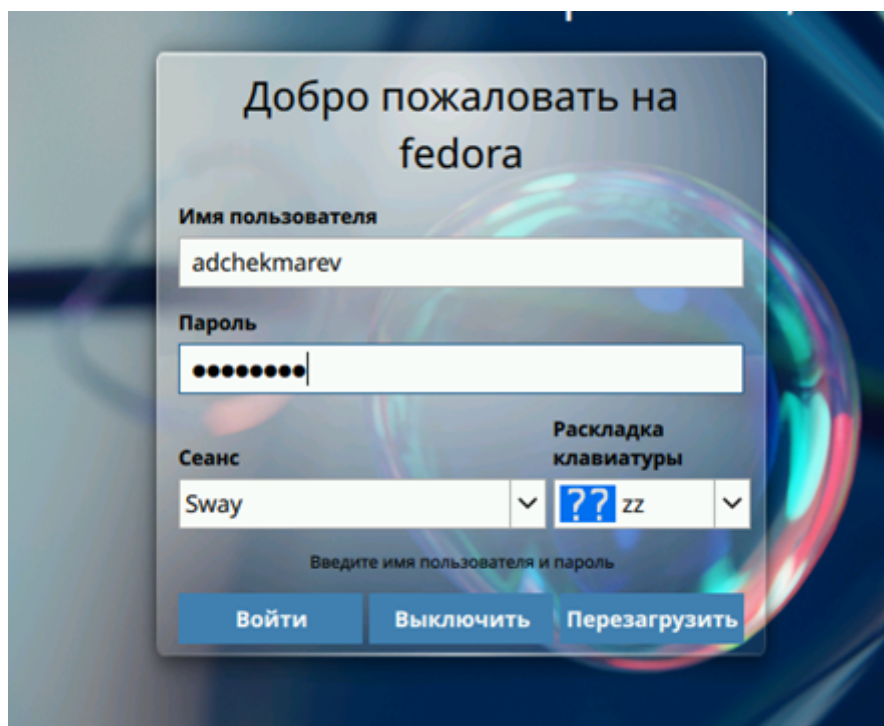 Добро пожаловать на
fedora
Имя пользователя
adchekmarev
Пароль
●●●●●●●●
Сеанс
Раскладка
клавиатуры
Sway
?? zz
Введите имя пользователя и пароль
Войти Выключить Перезагрузить